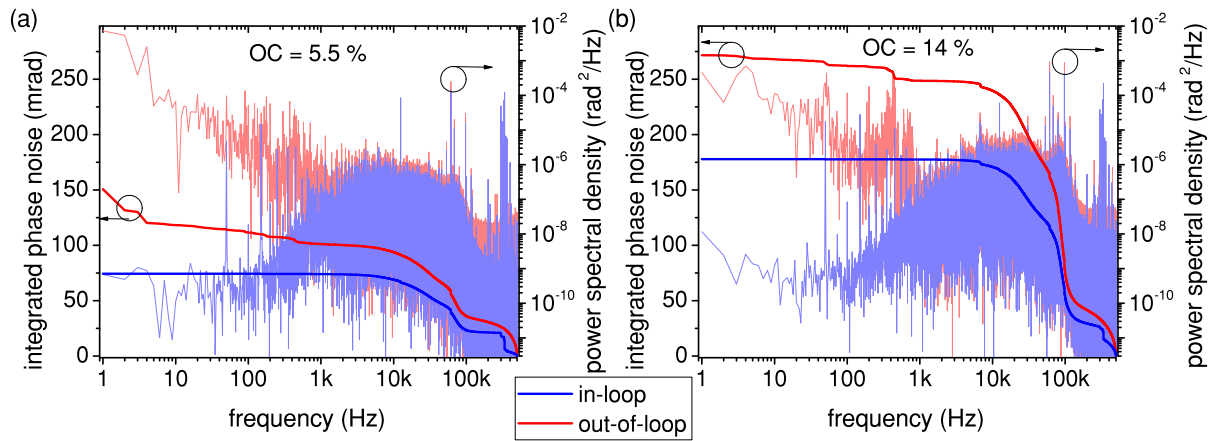 (a)
OC = 5.5 %
integrated phase noise (mrad)
250
200
150
100
50
0
1 10 100 1k 10k 100k
frequency (Hz)
10⁻²
10⁻⁴
10⁻⁶
10⁻⁸
10⁻¹⁰
power spectral density (rad²/Hz)
(b)
OC = 14 %
integrated phase noise (mrad)
250
200
150
100
50
0
1 10 100 1k 10k 100k
frequency (Hz)
10⁻²
10⁻⁴
10⁻⁶
10⁻⁸
10⁻¹⁰
power spectral density (rad²/Hz)
in-loop
out-of-loop